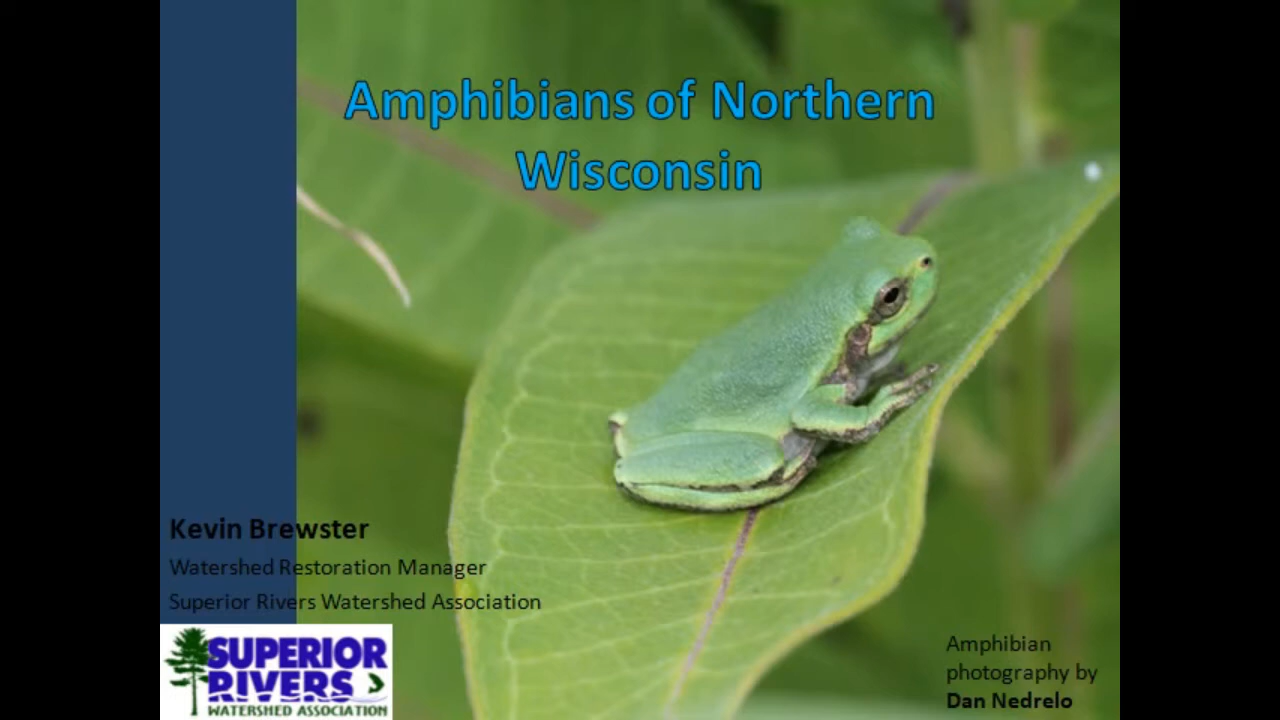 Amphibians of Northern
Wisconsin
Kevin Brewster
Watershed Restoration Manager
Superior Rivers Watershed Association
SUPERIOR
RIVERS
WATERSHED ASSOCIATION
Amphibian
photography by
Dan Nedrelo